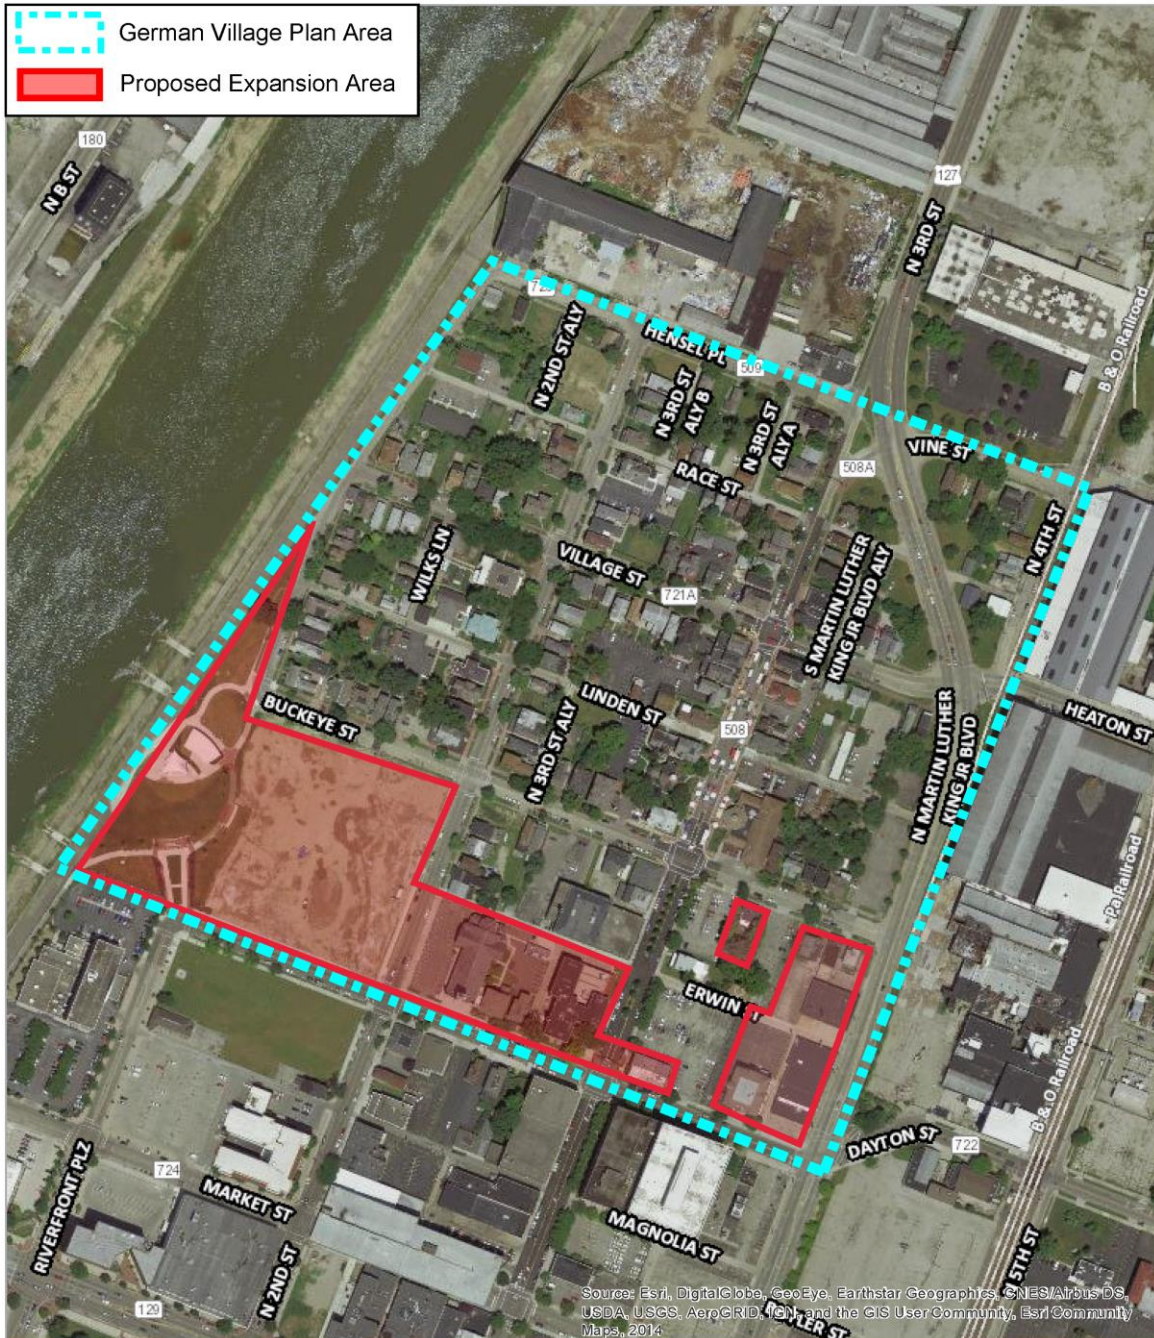 German Village Plan Area
Proposed Expansion Area
180
N B ST
127
N 3RD ST
B & O Railroad
HENSEL PL
509
N 2ND ST ALY
N 3RD ST
ALY B
N 3RD ST
ALY A
VINE ST
508A
RACE ST
N 4TH ST
WILKS LN
VILLAGE ST
721A
S MARTIN LUTHER
KING JR BLVD ALY
LINDEN ST
BUCKEYE ST
508
N 3RD ST ALY
N MARTIN LUTHER
KING JR BLVD
HEATON ST
Pa Railroad
ERWIN ST
B & O Railroad
DAYTON ST
722
RIVERFRONT PLZ
724
MARKET ST
N 2ND ST
MAGNOLIA ST
129
N 5TH ST
Source: Esri, DigitalGlobe, GeoEye, Earthstar Geographics, CNES/Airbus DS,
USDA, USGS, AeroGRID, IGN, and the GIS User Community, Esri Community
Maps, 2014